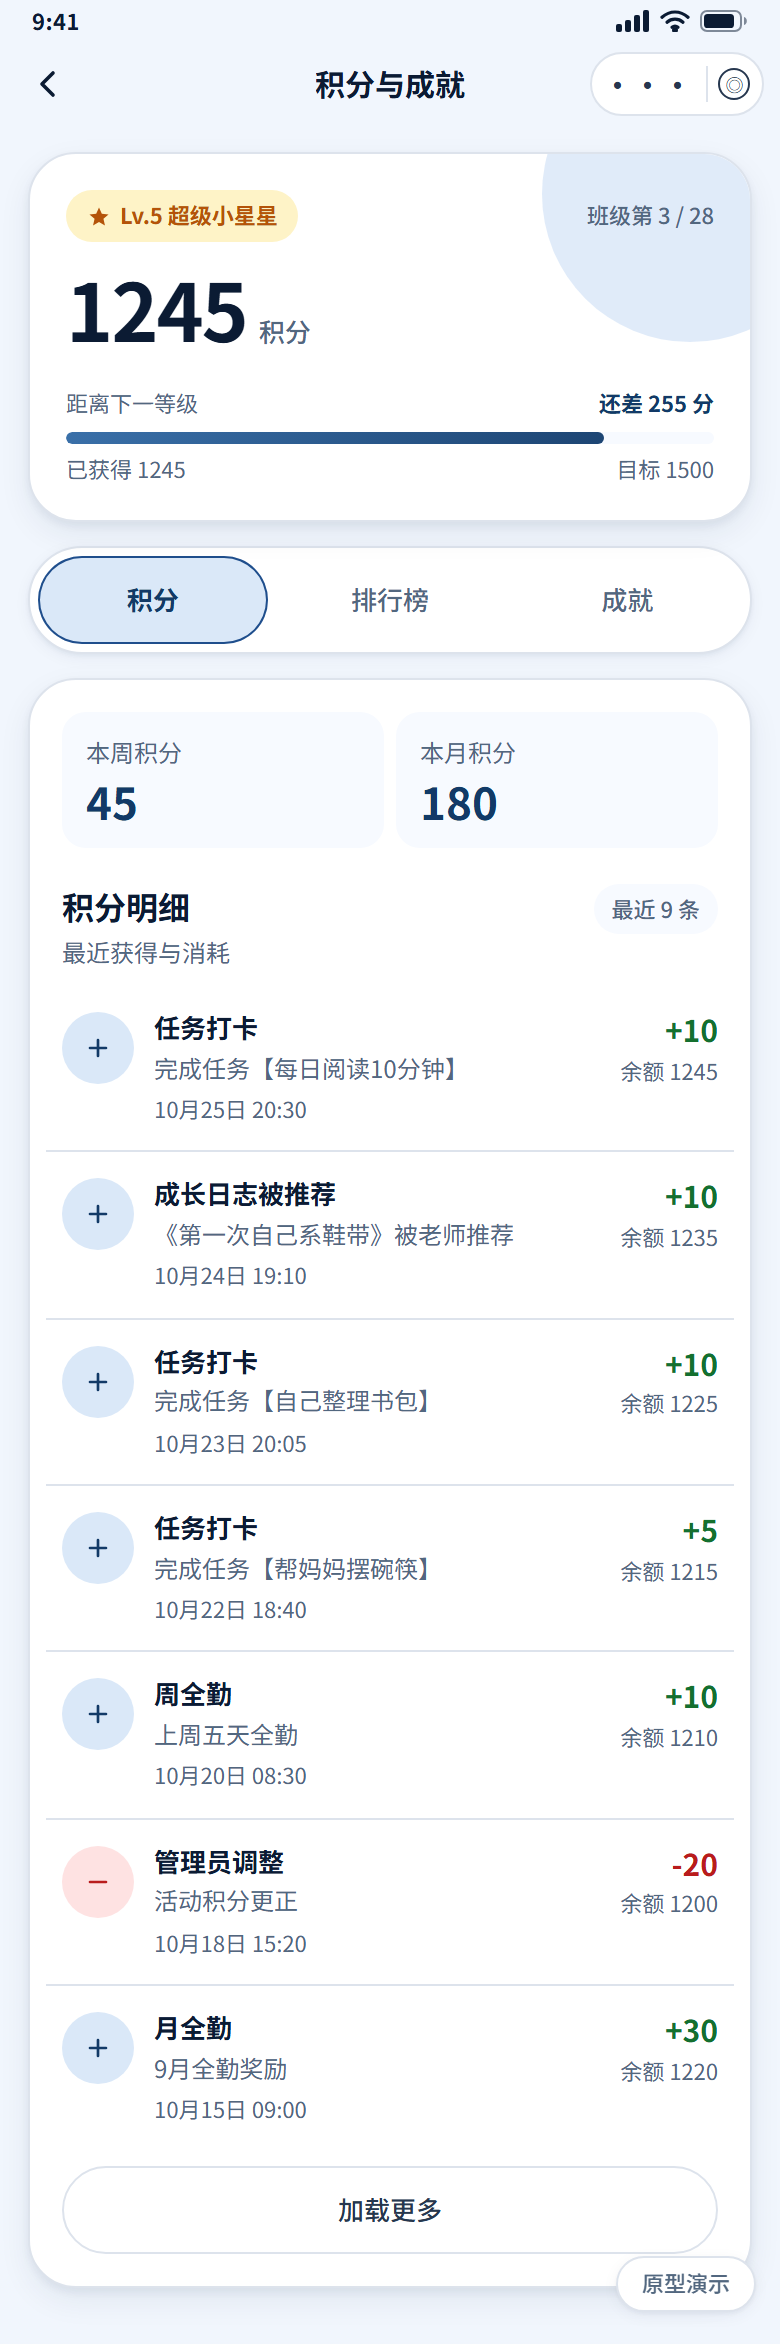 9:41
积分与成就
Lv.5 超级小星星
班级第 3 / 28
1245 积分
距离下一等级
还差 255 分
已获得 1245
目标 1500
积分
排行榜
成就
本周积分
本月积分
45
180
积分明细
最近 9 条
最近获得与消耗
任务打卡
+10
完成任务【每日阅读10分钟】
余额 1245
10月25日 20:30
成长日志被推荐
+10
《第一次自己系鞋带》被老师推荐
余额 1235
10月24日 19:10
任务打卡
+10
完成任务【自己整理书包】
余额 1225
10月23日 20:05
任务打卡
+5
完成任务【帮妈妈摆碗筷】
余额 1215
10月22日 18:40
周全勤
+10
上周五天全勤
余额 1210
10月20日 08:30
管理员调整
-20
活动积分更正
余额 1200
10月18日 15:20
月全勤
+30
9月全勤奖励
余额 1220
10月15日 09:00
加载更多
原型演示